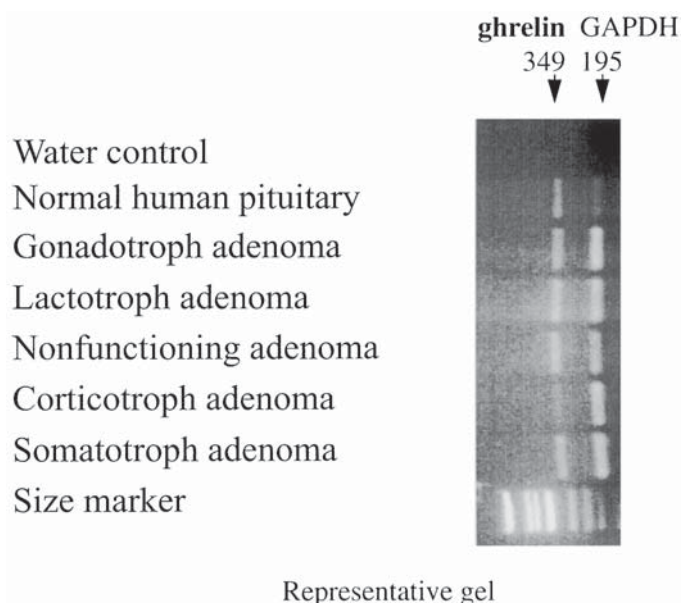 ghrelin GAPDH
349 195
Water control
Normal human pituitary
Gonadotroph adenoma
Lactotroph adenoma
Nonfunctioning adenoma
Corticotroph adenoma
Somatotroph adenoma
Size marker
Representative gel